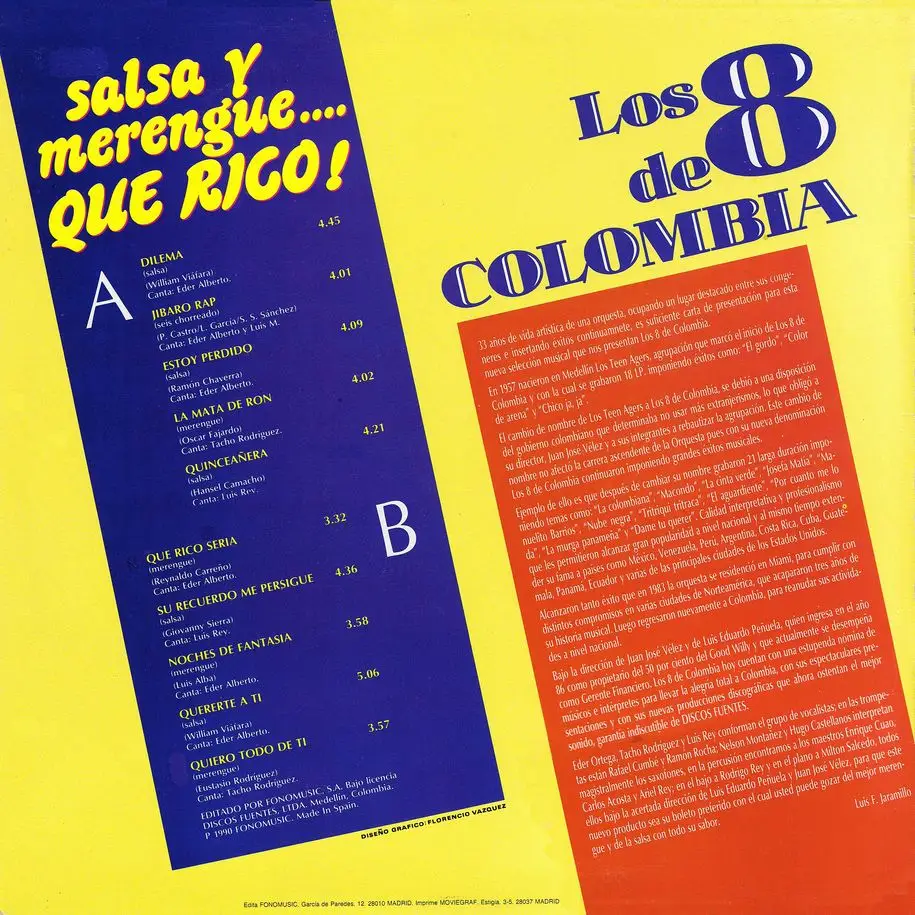 salsa y
merengue....
QUE RICO!
A
DILEMA 4.45
(salsa)
(William Viáfara)
Canta: Eder Alberto.
JIBARO RAP 4.01
(seis chorreado)
(P. Castro/L. García/S. S. Sánchez)
Canta: Eder Alberto y Luis M.
ESTOY PERDIDO 4.09
(salsa)
(Ramón Chaverra)
Canta: Eder Alberto.
LA MATA DE RON 4.02
(merengue)
(Oscar Fajardo)
Canta: Tacho Rodríguez.
QUINCEAÑERA 4.21
(salsa)
(Hansel Camacho)
Canta: Luis Rey.
B
QUE RICO SERIA 3.32
(merengue)
(Reynaldo Carreño)
Canta: Eder Alberto.
SU RECUERDO ME PERSIGUE 4.36
(salsa)
(Giovanny Sierra)
Canta: Luis Rey.
NOCHES DE FANTASIA 3.58
(merengue)
(Luis Alba)
Canta: Eder Alberto.
QUERERTE A TI 5.06
(salsa)
(William Viáfara)
Canta: Eder Alberto.
QUIERO TODO DE TI 3.57
(merengue)
(Eustasio Rodríguez)
Canta: Tacho Rodríguez.
EDITADO POR FONOMUSIC, S.A. Bajo licencia
DISCOS FUENTES, LTDA. Medellín, Colombia.
P 1990 FONOMUSIC. Made In Spain.
DISEÑO GRAFICO: FLORENCIO VAZQUEZ
Los 8
de
COLOMBIA
33 años de vida artística de una orquesta, ocupando un lugar destacado entre sus conge-
neres e insertando éxitos continuamnete, es suficiente carta de presentación para esta
nueva selección musical que nos presentan Los 8 de Colombia.
En 1957 nacieron en Medellín Los Teen Agers, agrupación que marcó el inicio de Los 8 de
Colombia y con la cual se grabaron 18 LP. imponiendo éxitos como: "El gordo", "Color
de arena" y "Chico ja, ja".
El cambio de nombre de Los Teen Agers a Los 8 de Colombia, se debió a una disposición
del gobierno colombiano que determinaba no usar más extranjerismos, lo que obligó a
su director, Juan José Vélez y a sus integrantes a rebautizar la agrupación. Este cambio de
nombre no afecto la carrera ascendente de la Orquesta pues con su nueva denominación
Los 8 de Colombia continuaron imponendo grandes éxitos musicales.
Ejemplo de ello es que después de cambiar su nombre grabaron 21 larga duración impo-
niendo temas como: "La colombiana", "Macondo", "La cinta verde", "Josefa Matía", "Ma-
nuelito Barrios", "Nube negra", "Tritiqui tritraca", "El aguardiente", "Por cuanto me lo
da", "La murga panameña" y "Dame tu querer". Calidad interpretativa y profesionalismo
que les permitieron alcanzar gran popularidad a nivel nacional y al mismo tiempo exten-
der su fama a países como México, Venezuela, Perú, Argentina, Costa Rica, Cuba, Guate-
mala, Panamá, Ecuador y varias de las principales ciudades de los Estados Unidos.
Alcanzaron tanto éxito que en 1983 la orquesta se residenció en Miami, para cumplir con
distintos compromisos en varias ciudades de Norteamérica, que acapararon tres años de
su historia musical. Luego regresaron nuevamente a Colombia, para reanudar sus activida-
des a nivel nacional.
Bajo la dirección de Juan José Vélez y de Luis Eduardo Peñuela, quien ingresa en el año
86 como propietario del 50 por ciento del Good Willy y que actualmente se desempeña
como Gerente Financiero. Los 8 de Colombia hoy cuentan con una estupenda nómina de
músicos e intérpretes para llevar la alegría total a Colombia, con sus espectaculares pre-
sentaciones y con sus nuevas producciones discográficas que ahora ostentan el mejor
sonido, garantía indiscutible de DISCOS FUENTES.
Eder Ortega, Tacho Rodríguez y Luis Rey conforman el grupo de vocalistas; en las trompe-
tas están Rafael Cumbé y Ramon Rocha; Nelson Montañez y Hugo Castellanos interpretan
magistralmente los saxofones, en la percusión encontramos a los maestros Enrique Cuao,
Carlos Acosta y Ariel Rey; en el bajo a Rodrgo Rey y en el plano a Milton Salcedo, todos
ellos bajo la acertada dirección de Luis Eduardo Peñuela y Juan José Vélez, para que este
nuevo producto sea su boleto preferido con el cual usted puede gozar del mejor meren-
gue y de la salsa con todo su sabor.
Luis F. Jaramillo
Edita FONOMUSIC, García de Paredes, 12. 28010 MADRID. Imprime MOVIEGRAF. Estigia, 3-5. 28037 MADRID